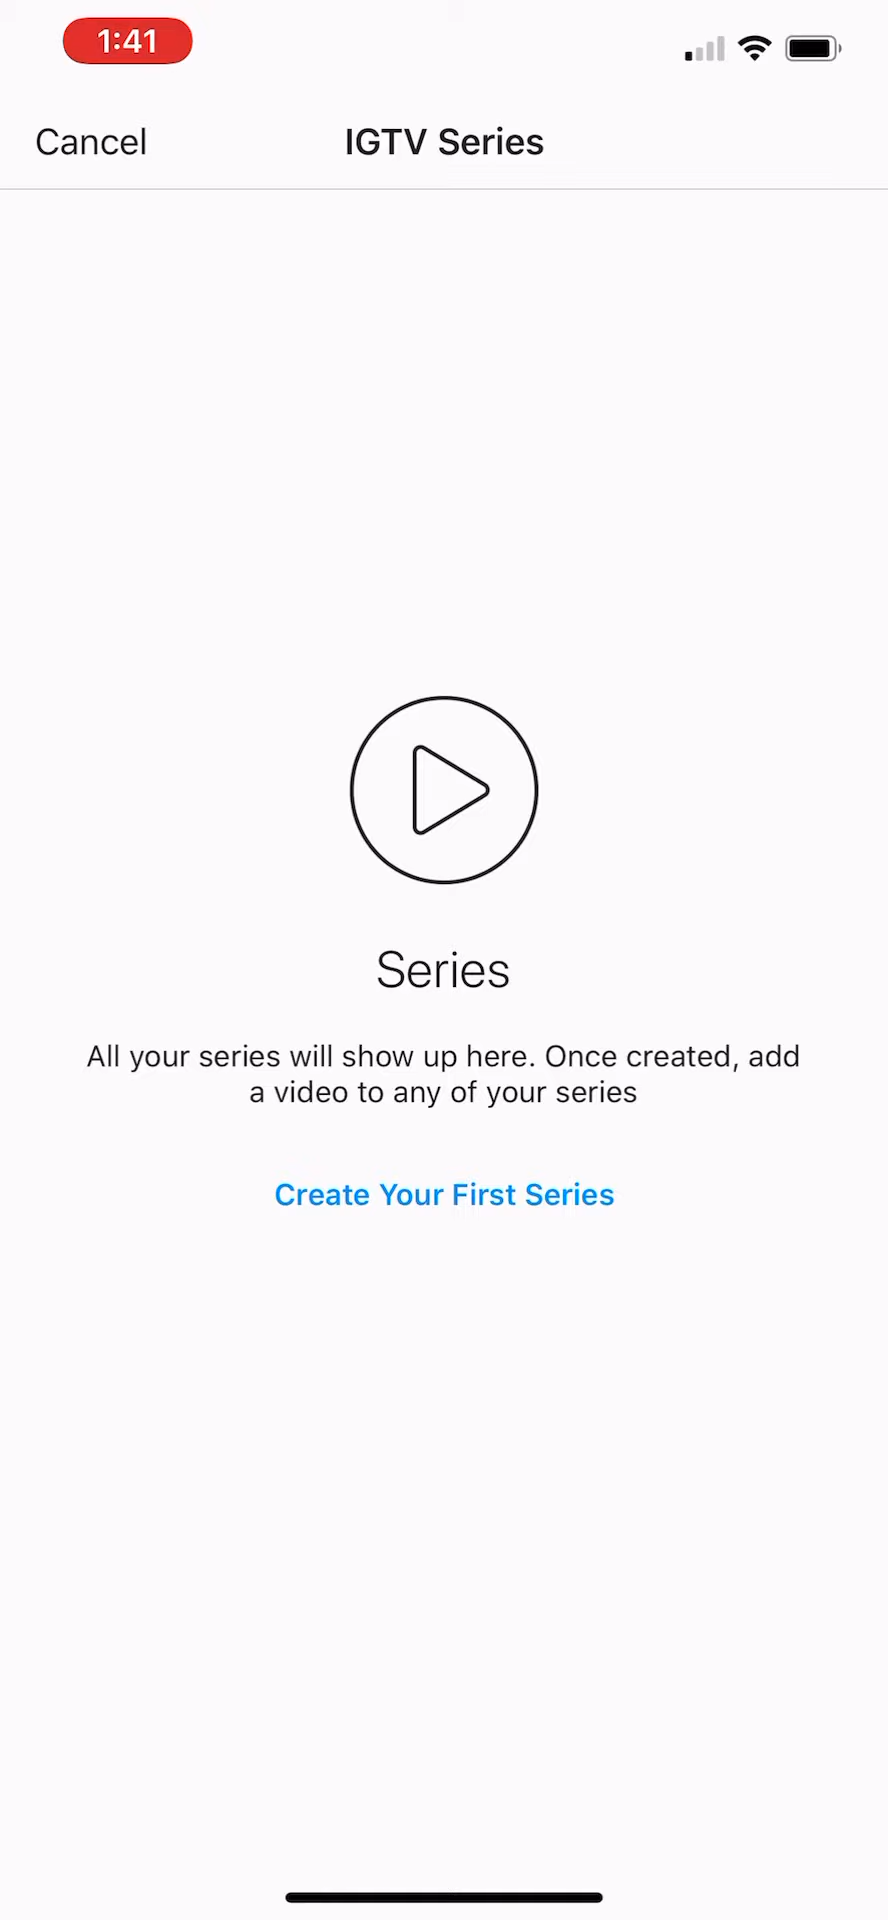 1:41
Cancel
IGTV Series
Series
All your series will show up here. Once created, add
a video to any of your series
Create Your First Series